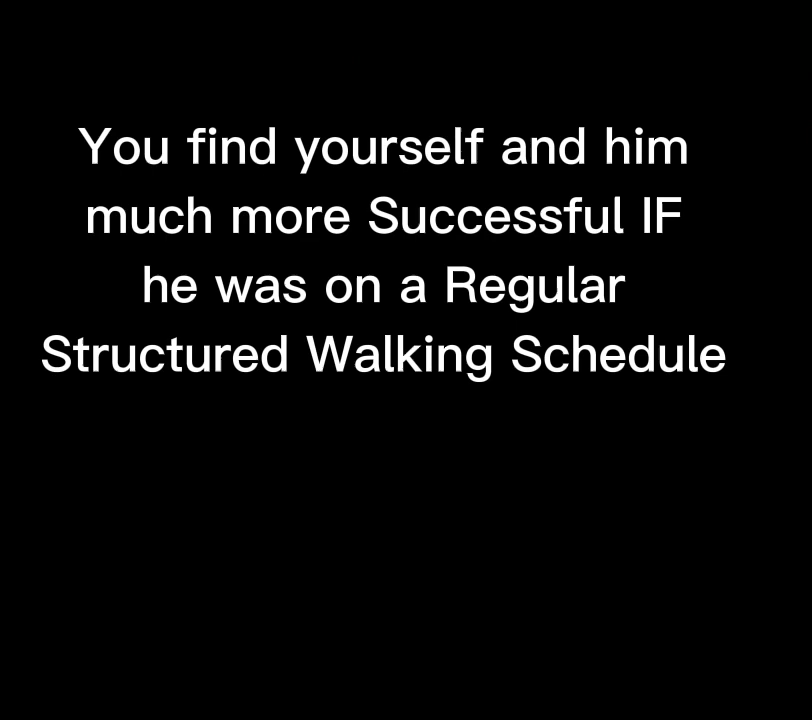 You find yourself and him
much more Successful IF
he was on a Regular
Structured Walking Schedule